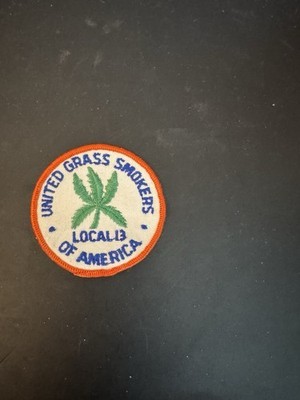 UNITED GRASS SMOKERS
LOCAL 13
OF AMERICA